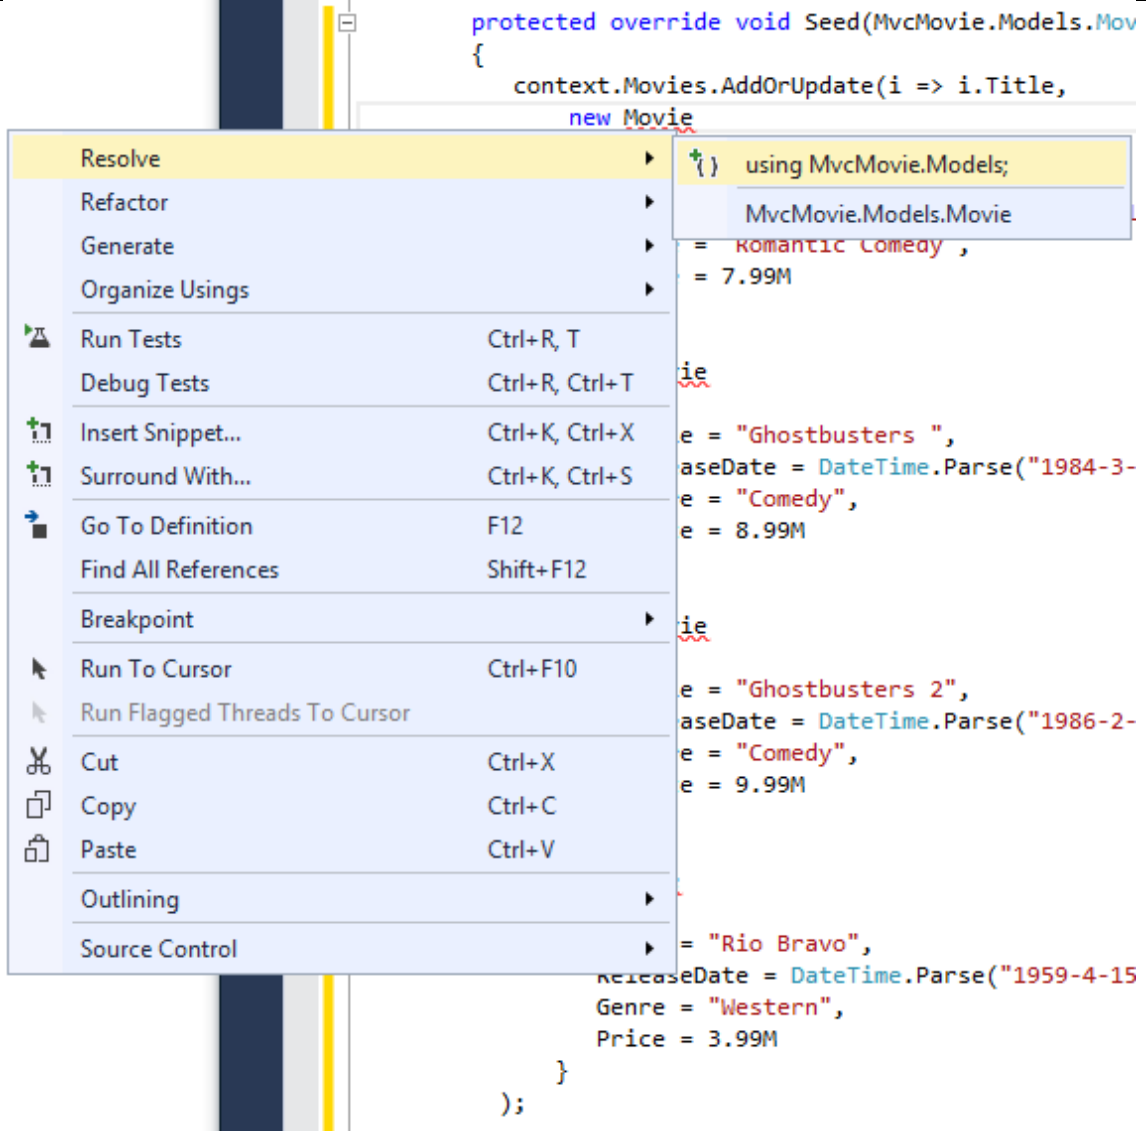 protected override void Seed(MvcMovie.Models.Mov
{
context.Movies.AddOrUpdate(i => i.Title,
new Movie
Resolve
using MvcMovie.Models;
MvcMovie.Models.Movie
Refactor
Generate
Organize Usings
Run Tests Ctrl+R, T
Debug Tests Ctrl+R, Ctrl+T
Insert Snippet... Ctrl+K, Ctrl+X
Surround With... Ctrl+K, Ctrl+S
Go To Definition F12
Find All References Shift+F12
Breakpoint
Run To Cursor Ctrl+F10
Run Flagged Threads To Cursor
Cut Ctrl+X
Copy Ctrl+C
Paste Ctrl+V
Outlining
Source Control
= "Romantic Comedy",
= 7.99M
ie
e = "Ghostbusters ",
easeDate = DateTime.Parse("1984-3-
e = "Comedy",
e = 8.99M
ie
e = "Ghostbusters 2",
easeDate = DateTime.Parse("1986-2-
e = "Comedy",
e = 9.99M
= "Rio Bravo",
ReleaseDate = DateTime.Parse("1959-4-15
Genre = "Western",
Price = 3.99M
}
);